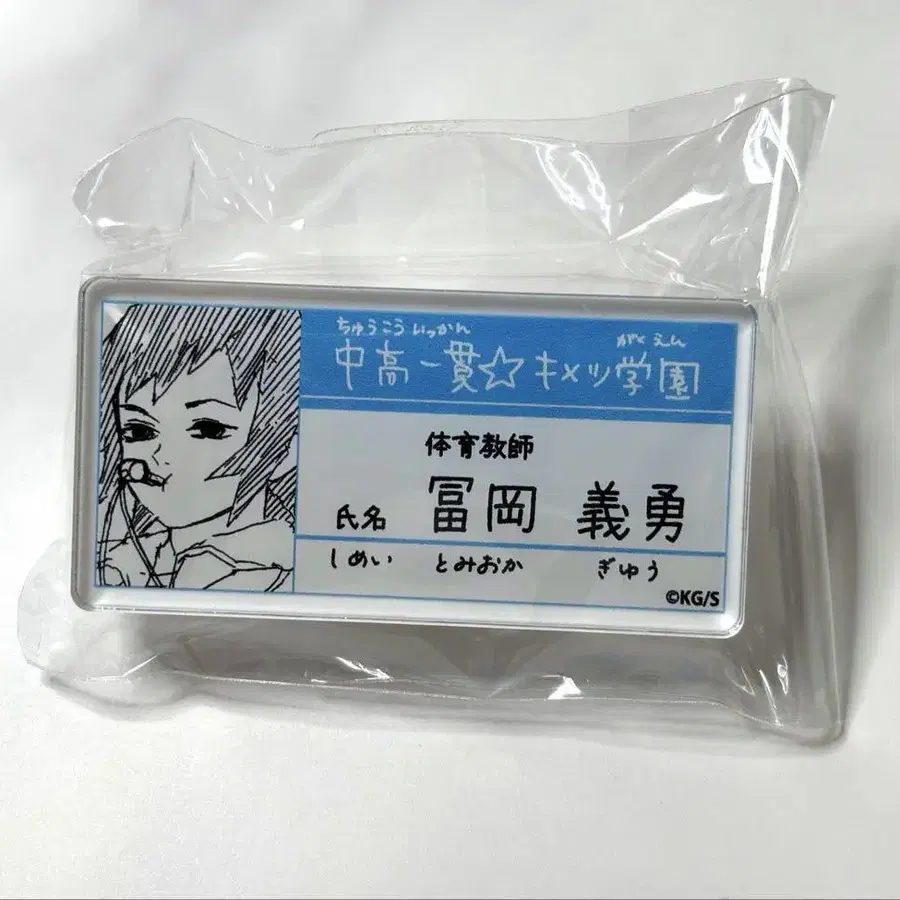 ちゅうこう いっかん がくえん
中高一貫☆キメツ学園
体育教師
氏名 冨岡 義勇
しめい とみおか ぎゆう
©KG/S